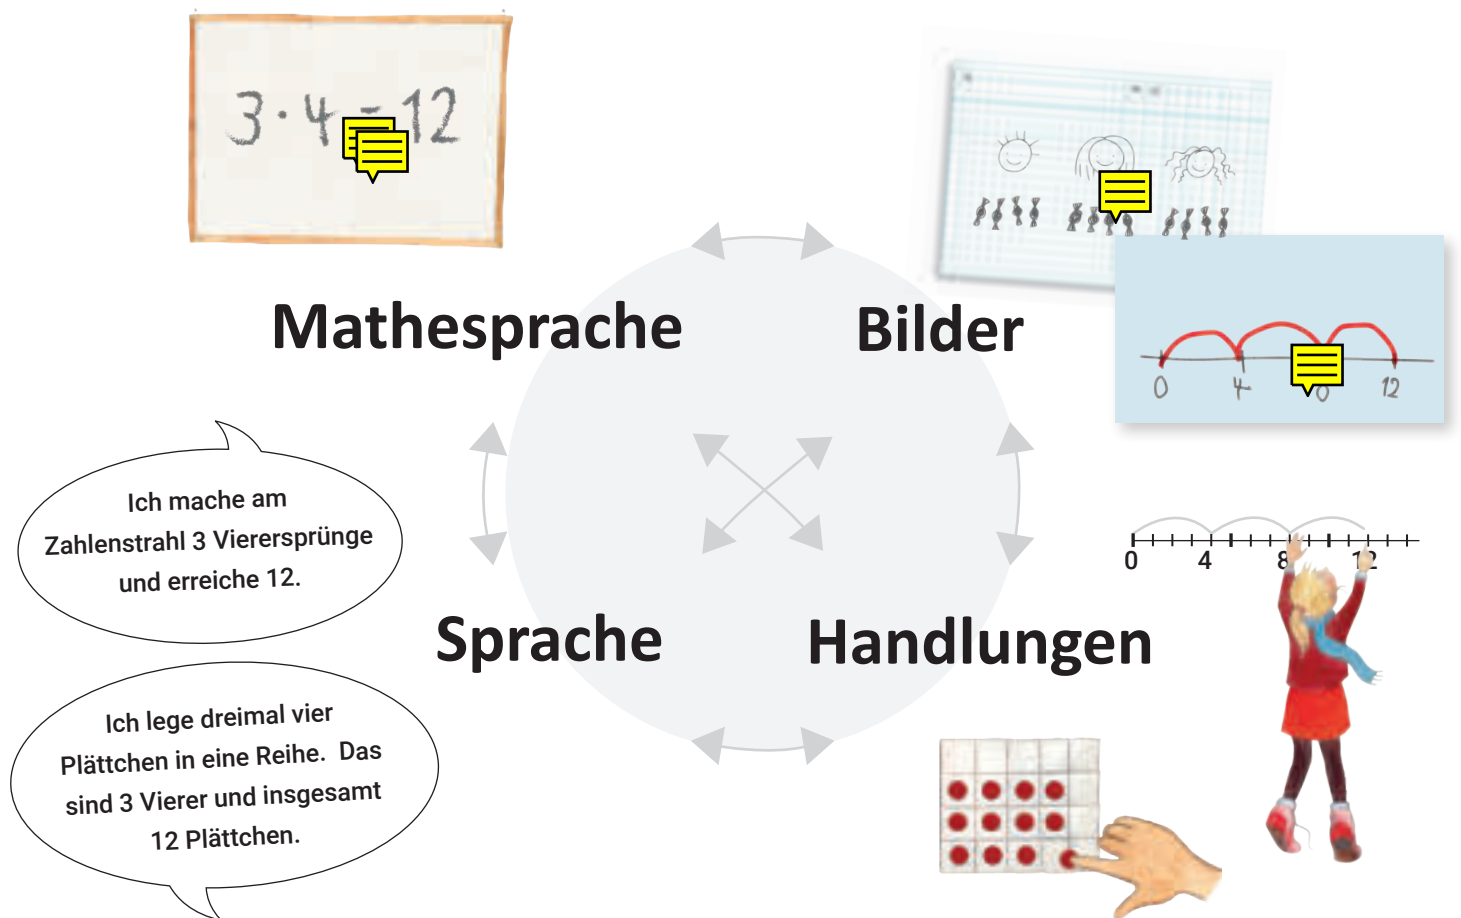 3 · 4 = 12
Mathesprache
Bilder
0 4 0 12
Ich mache am
Zahlenstrahl 3 Vierersprünge
und erreiche 12.
0 4 8 12
Sprache
Handlungen
Ich lege dreimal vier
Plättchen in eine Reihe. Das
sind 3 Vierer und insgesamt
12 Plättchen.